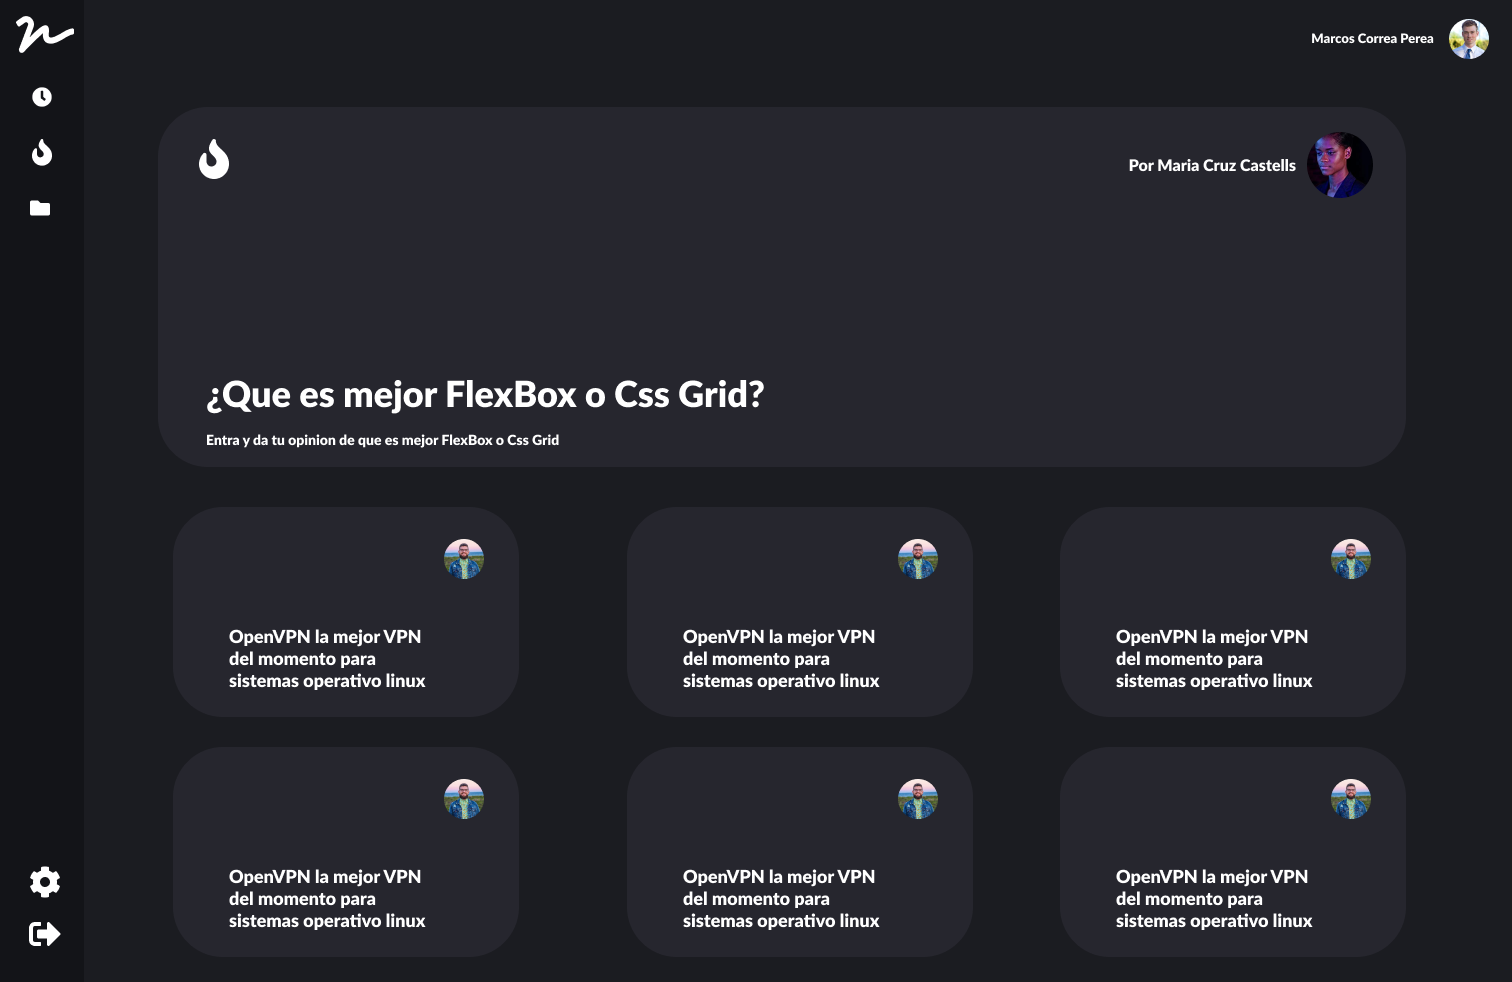 Marcos Correa Perea
Por Maria Cruz Castells
¿Que es mejor FlexBox o Css Grid?
Entra y da tu opinion de que es mejor FlexBox o Css Grid
OpenVPN la mejor VPN
del momento para
sistemas operativo linux
OpenVPN la mejor VPN
del momento para
sistemas operativo linux
OpenVPN la mejor VPN
del momento para
sistemas operativo linux
OpenVPN la mejor VPN
del momento para
sistemas operativo linux
OpenVPN la mejor VPN
del momento para
sistemas operativo linux
OpenVPN la mejor VPN
del momento para
sistemas operativo linux